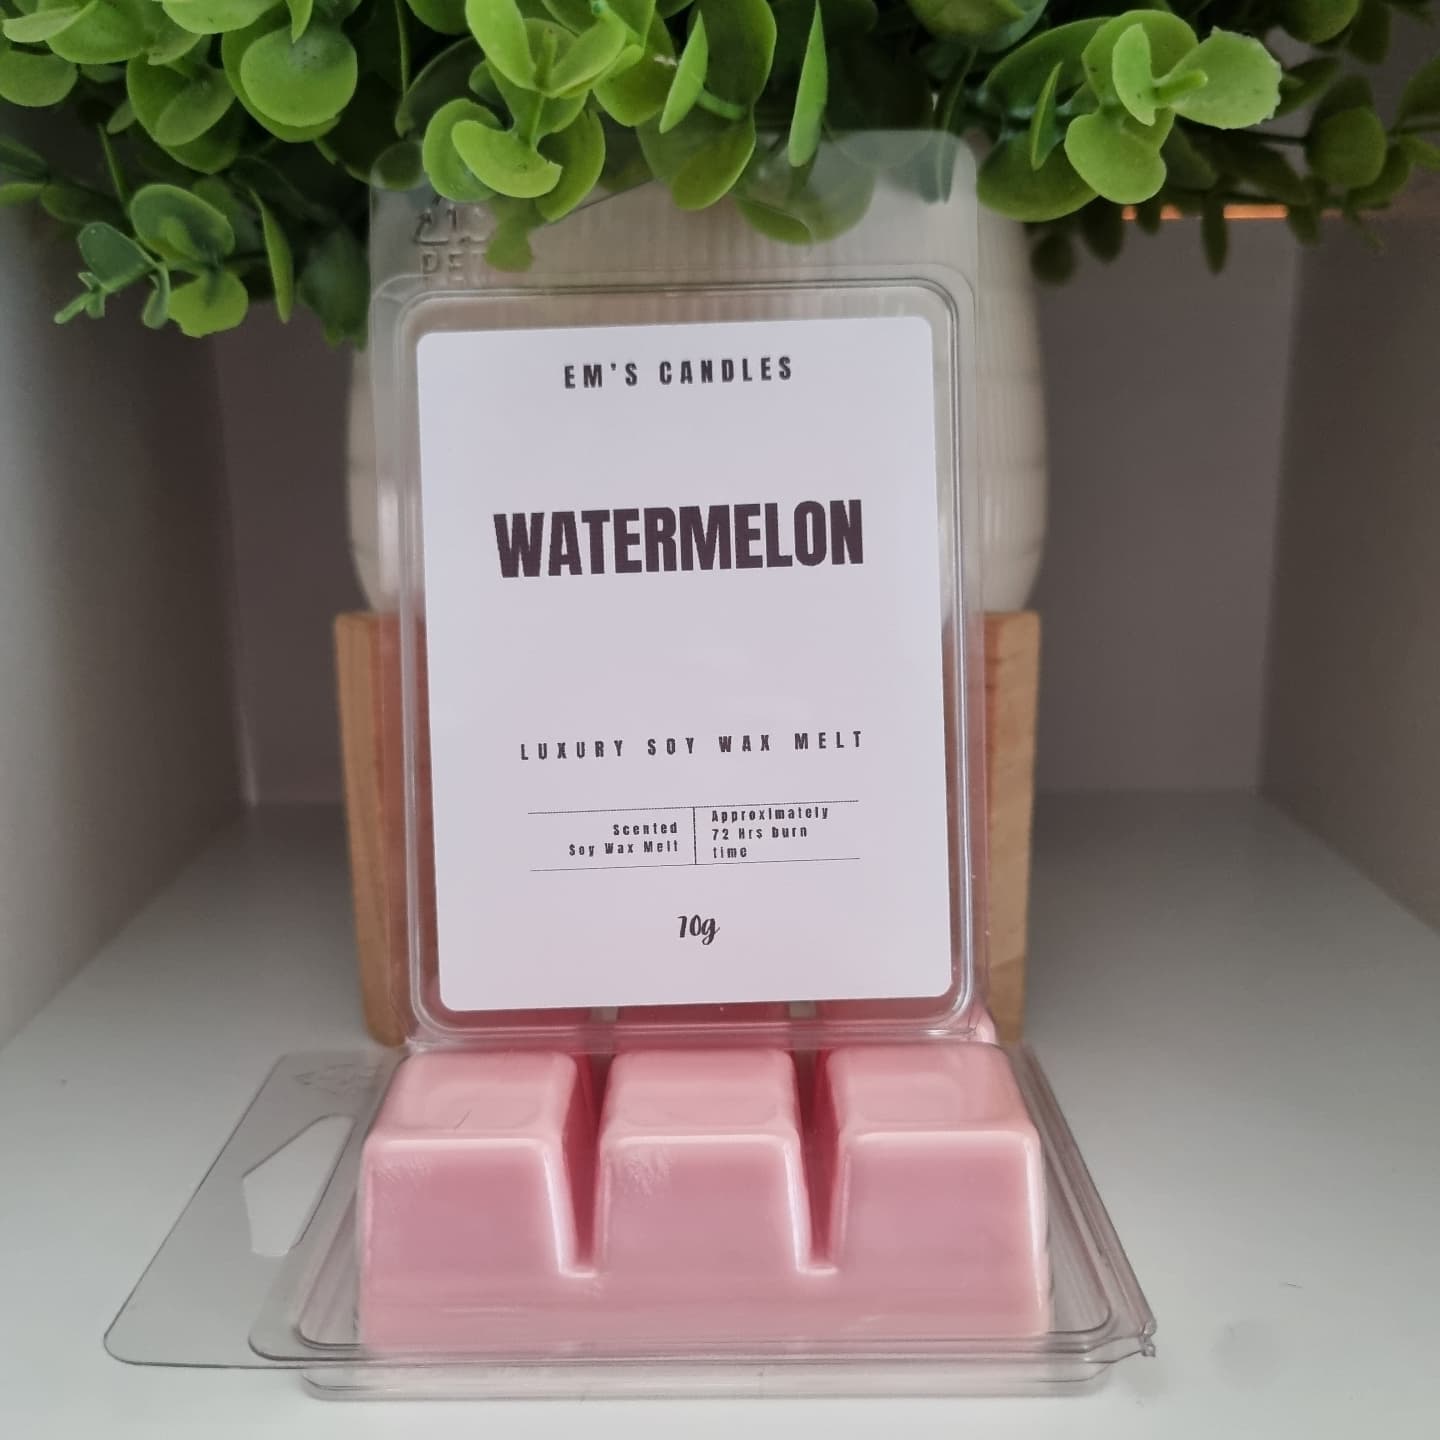 EM'S CANDLES
WATERMELON
LUXURY SOY WAX MELT
Scented
Soy Wax Melt
Approximately
72 Hrs burn
time
70g